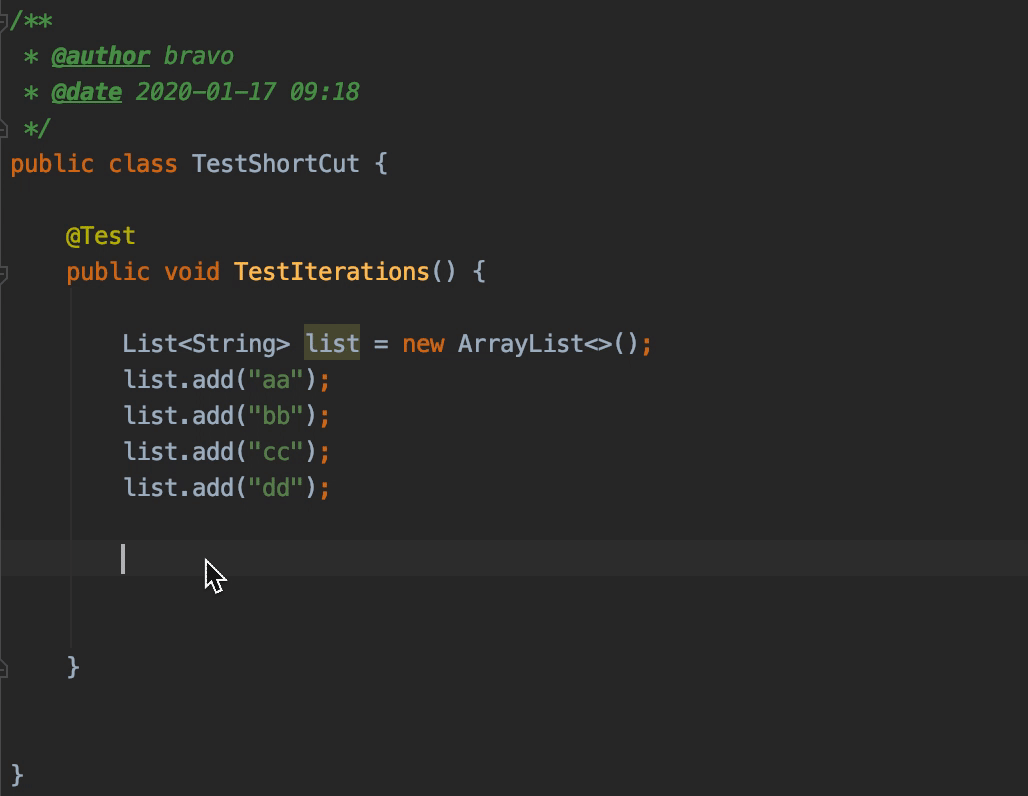 /**
 * @author bravo
 * @date 2020-01-17 09:18
 */
public class TestShortCut {
    @Test
    public void TestIterations() {
        List<String> list = new ArrayList<>();
        list.add("aa");
        list.add("bb");
        list.add("cc");
        list.add("dd");
    }
}